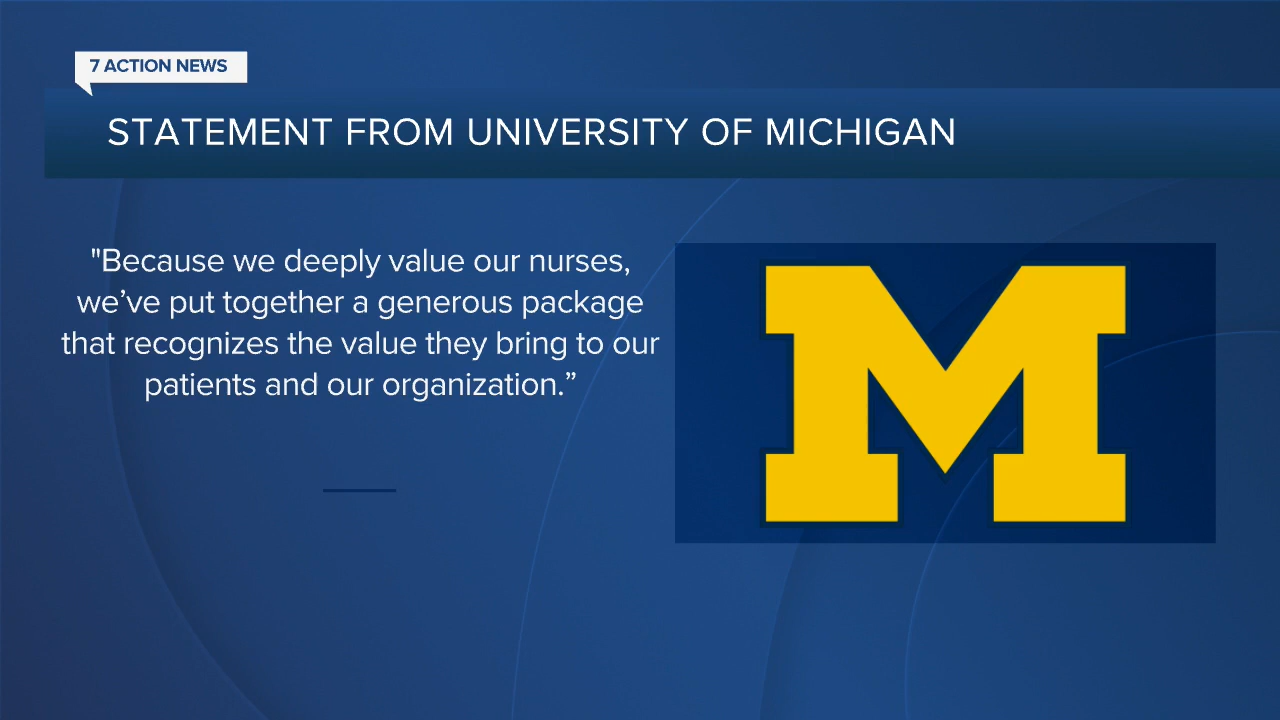 7 ACTION NEWS
STATEMENT FROM UNIVERSITY OF MICHIGAN
"Because we deeply value our nurses,
we’ve put together a generous package
that recognizes the value they bring to our
patients and our organization.”
M